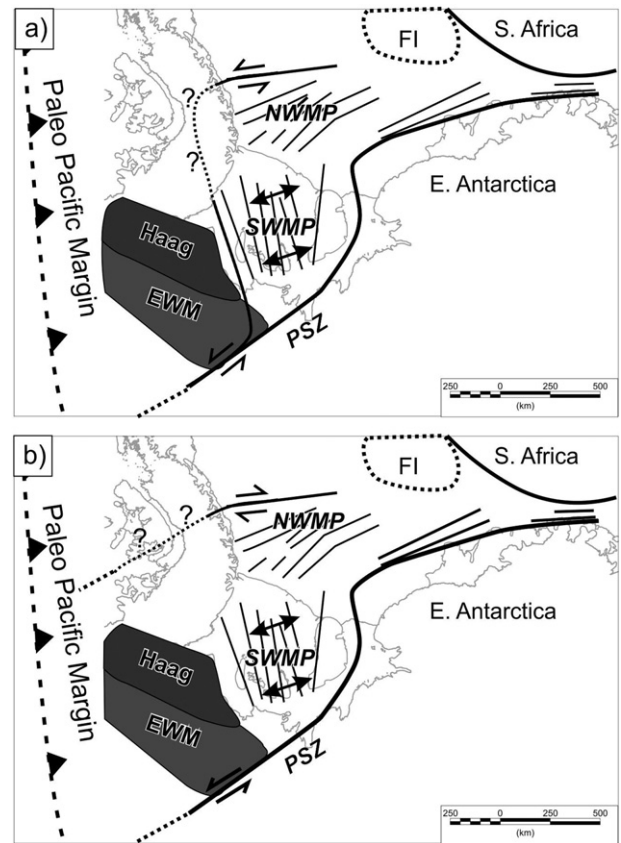 a)
S. Africa
FI
Paleo Pacific Margin
?
NWMP
?
E. Antarctica
Haag
SWMP
EWM
PSZ
250 0 250 500
(km)
b)
S. Africa
FI
Paleo Pacific Margin
?
NWMP
?
E. Antarctica
Haag
SWMP
EWM
PSZ
250 0 250 500
(km)